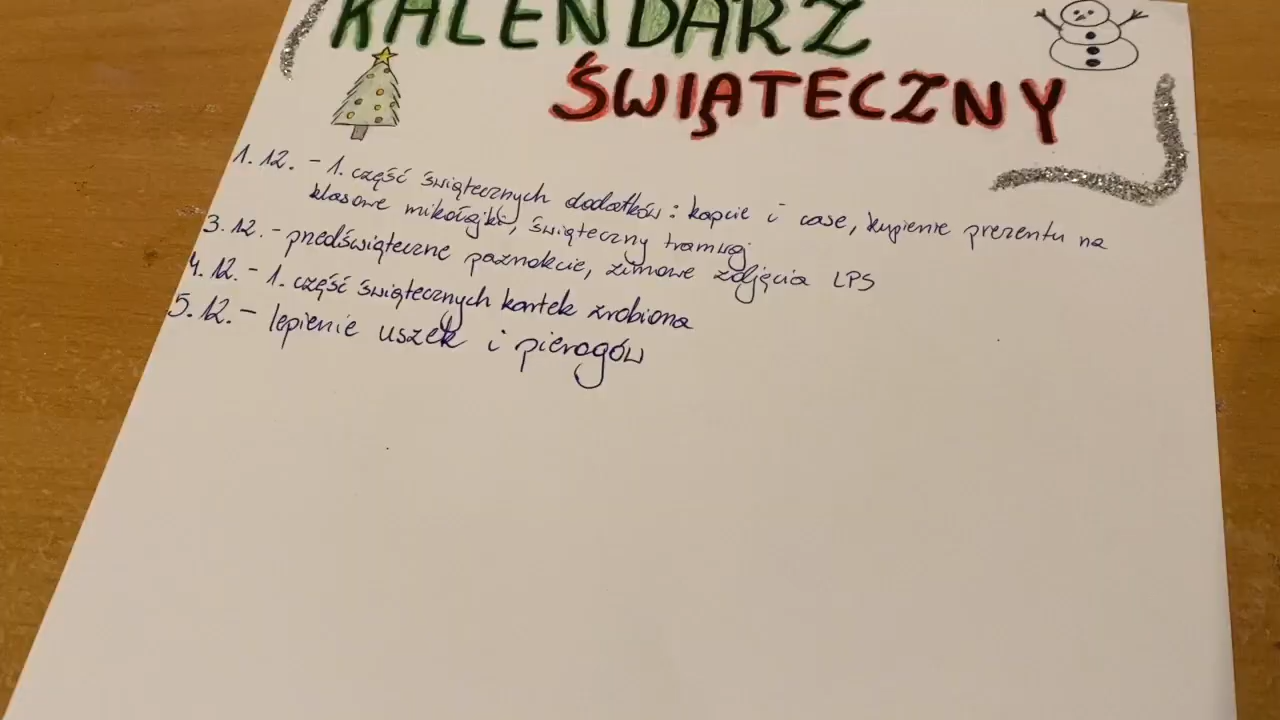 KALENDARZ
ŚWIĄTECZNY
1.12. - 1. część świątecznych dodatków: kapcie i case, kupienie prezentu na
klasowe mikołajki, świąteczny tramwaj
3.12. - przedświąteczne paznokcie, zimowe zdjęcia LPS
4.12. - 1. część świątecznych kartek zrobiona
5.12. - lepienie uszek i pierogów